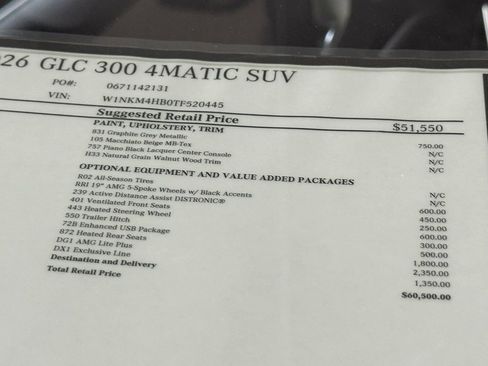 26 GLC 300 4MATIC SUV
PO#: 0671142131
VIN: W1NKM4HB0TF520445
Suggested Retail Price $51,550
PAINT, UPHOLSTERY, TRIM
831 Graphite Grey Metallic 750.00
105 Macchiato Beige MB-Tex N/C
757 Piano Black Lacquer Center Console N/C
H33 Natural Grain Walnut Wood Trim N/C
OPTIONAL EQUIPMENT AND VALUE ADDED PACKAGES
R02 All-Season Tires N/C
RRI 19" AMG 5-Spoke Wheels w/ Black Accents N/C
239 Active Distance Assist DISTRONIC® 600.00
401 Ventilated Front Seats 450.00
443 Heated Steering Wheel 250.00
550 Trailer Hitch 600.00
72B Enhanced USB Package 300.00
872 Heated Rear Seats 500.00
DG1 AMG Lite Plus 1,800.00
DX1 Exclusive Line 2,350.00
Destination and Delivery 1,350.00
Total Retail Price $60,500.00